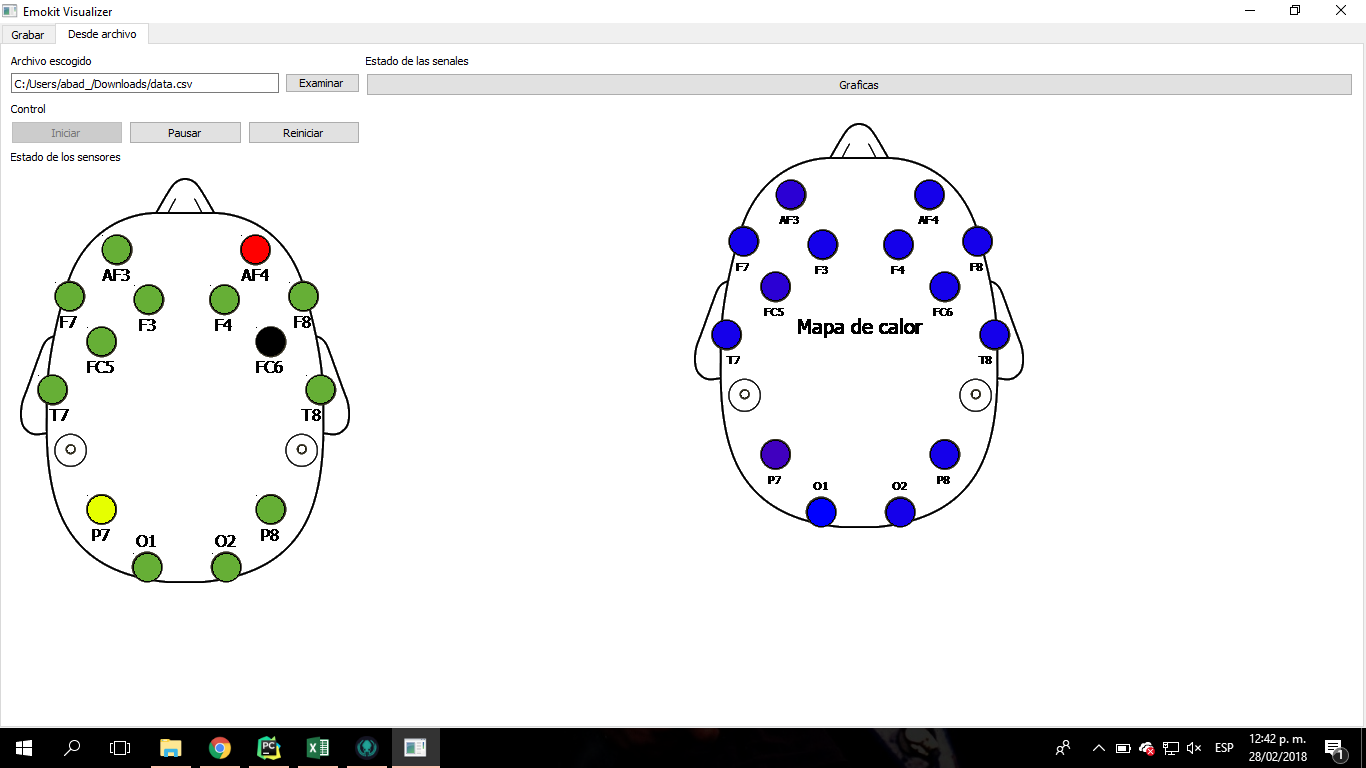 Emokit Visualizer
Grabar Desde archivo
Archivo escogido
C:/Users/abad_/Downloads/data.csv Examinar
Control
Iniciar Pausar Reiniciar
Estado de los sensores
AF3 AF4
F7 F3 F4 F8
FC5 FC6
T7 T8
P7 P8
O1 O2
Estado de las senales
Graficas
AF3 AF4
F7 F3 F4 F8
FC5 FC6
Mapa de calor
T7 T8
P7 P8
O1 O2
PC
ESP
12:42 p. m.
28/02/2018
1